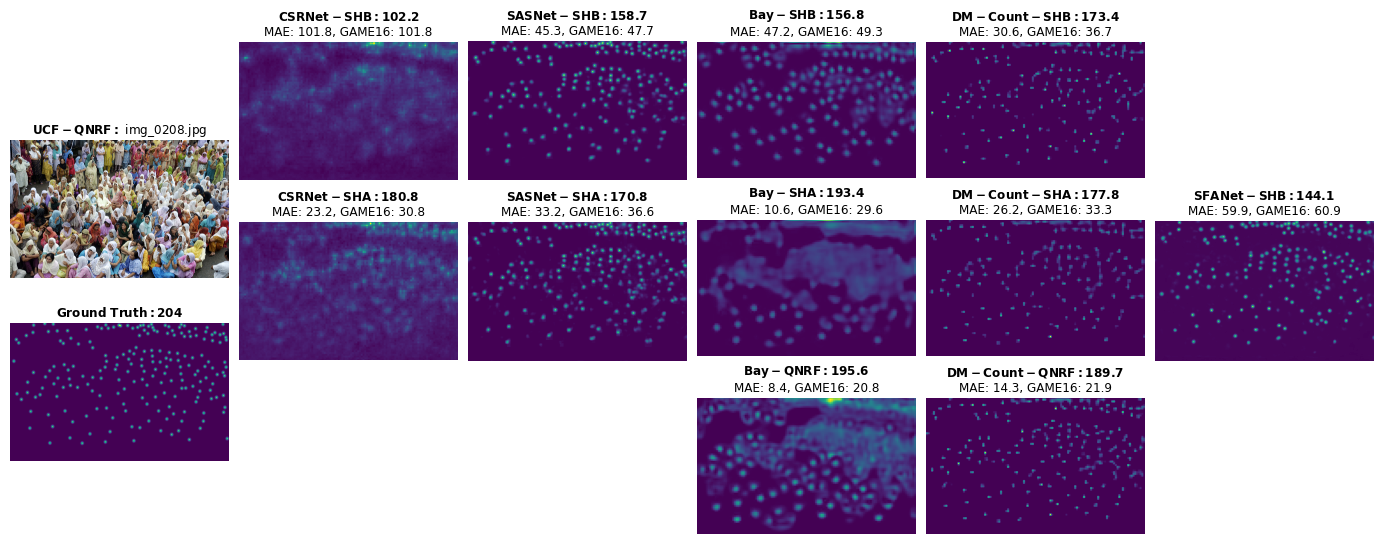 CSRNet−SHB: 102.2
MAE: 101.8, GAME16: 101.8
SASNet−SHB: 158.7
MAE: 45.3, GAME16: 47.7
Bay−SHB: 156.8
MAE: 47.2, GAME16: 49.3
DM−Count−SHB: 173.4
MAE: 30.6, GAME16: 36.7
UCF−QNRF: img_0208.jpg
CSRNet−SHA: 180.8
MAE: 23.2, GAME16: 30.8
SASNet−SHA: 170.8
MAE: 33.2, GAME16: 36.6
Bay−SHA: 193.4
MAE: 10.6, GAME16: 29.6
DM−Count−SHA: 177.8
MAE: 26.2, GAME16: 33.3
SFANet−SHB: 144.1
MAE: 59.9, GAME16: 60.9
Ground Truth: 204
Bay−QNRF: 195.6
MAE: 8.4, GAME16: 20.8
DM−Count−QNRF: 189.7
MAE: 14.3, GAME16: 21.9